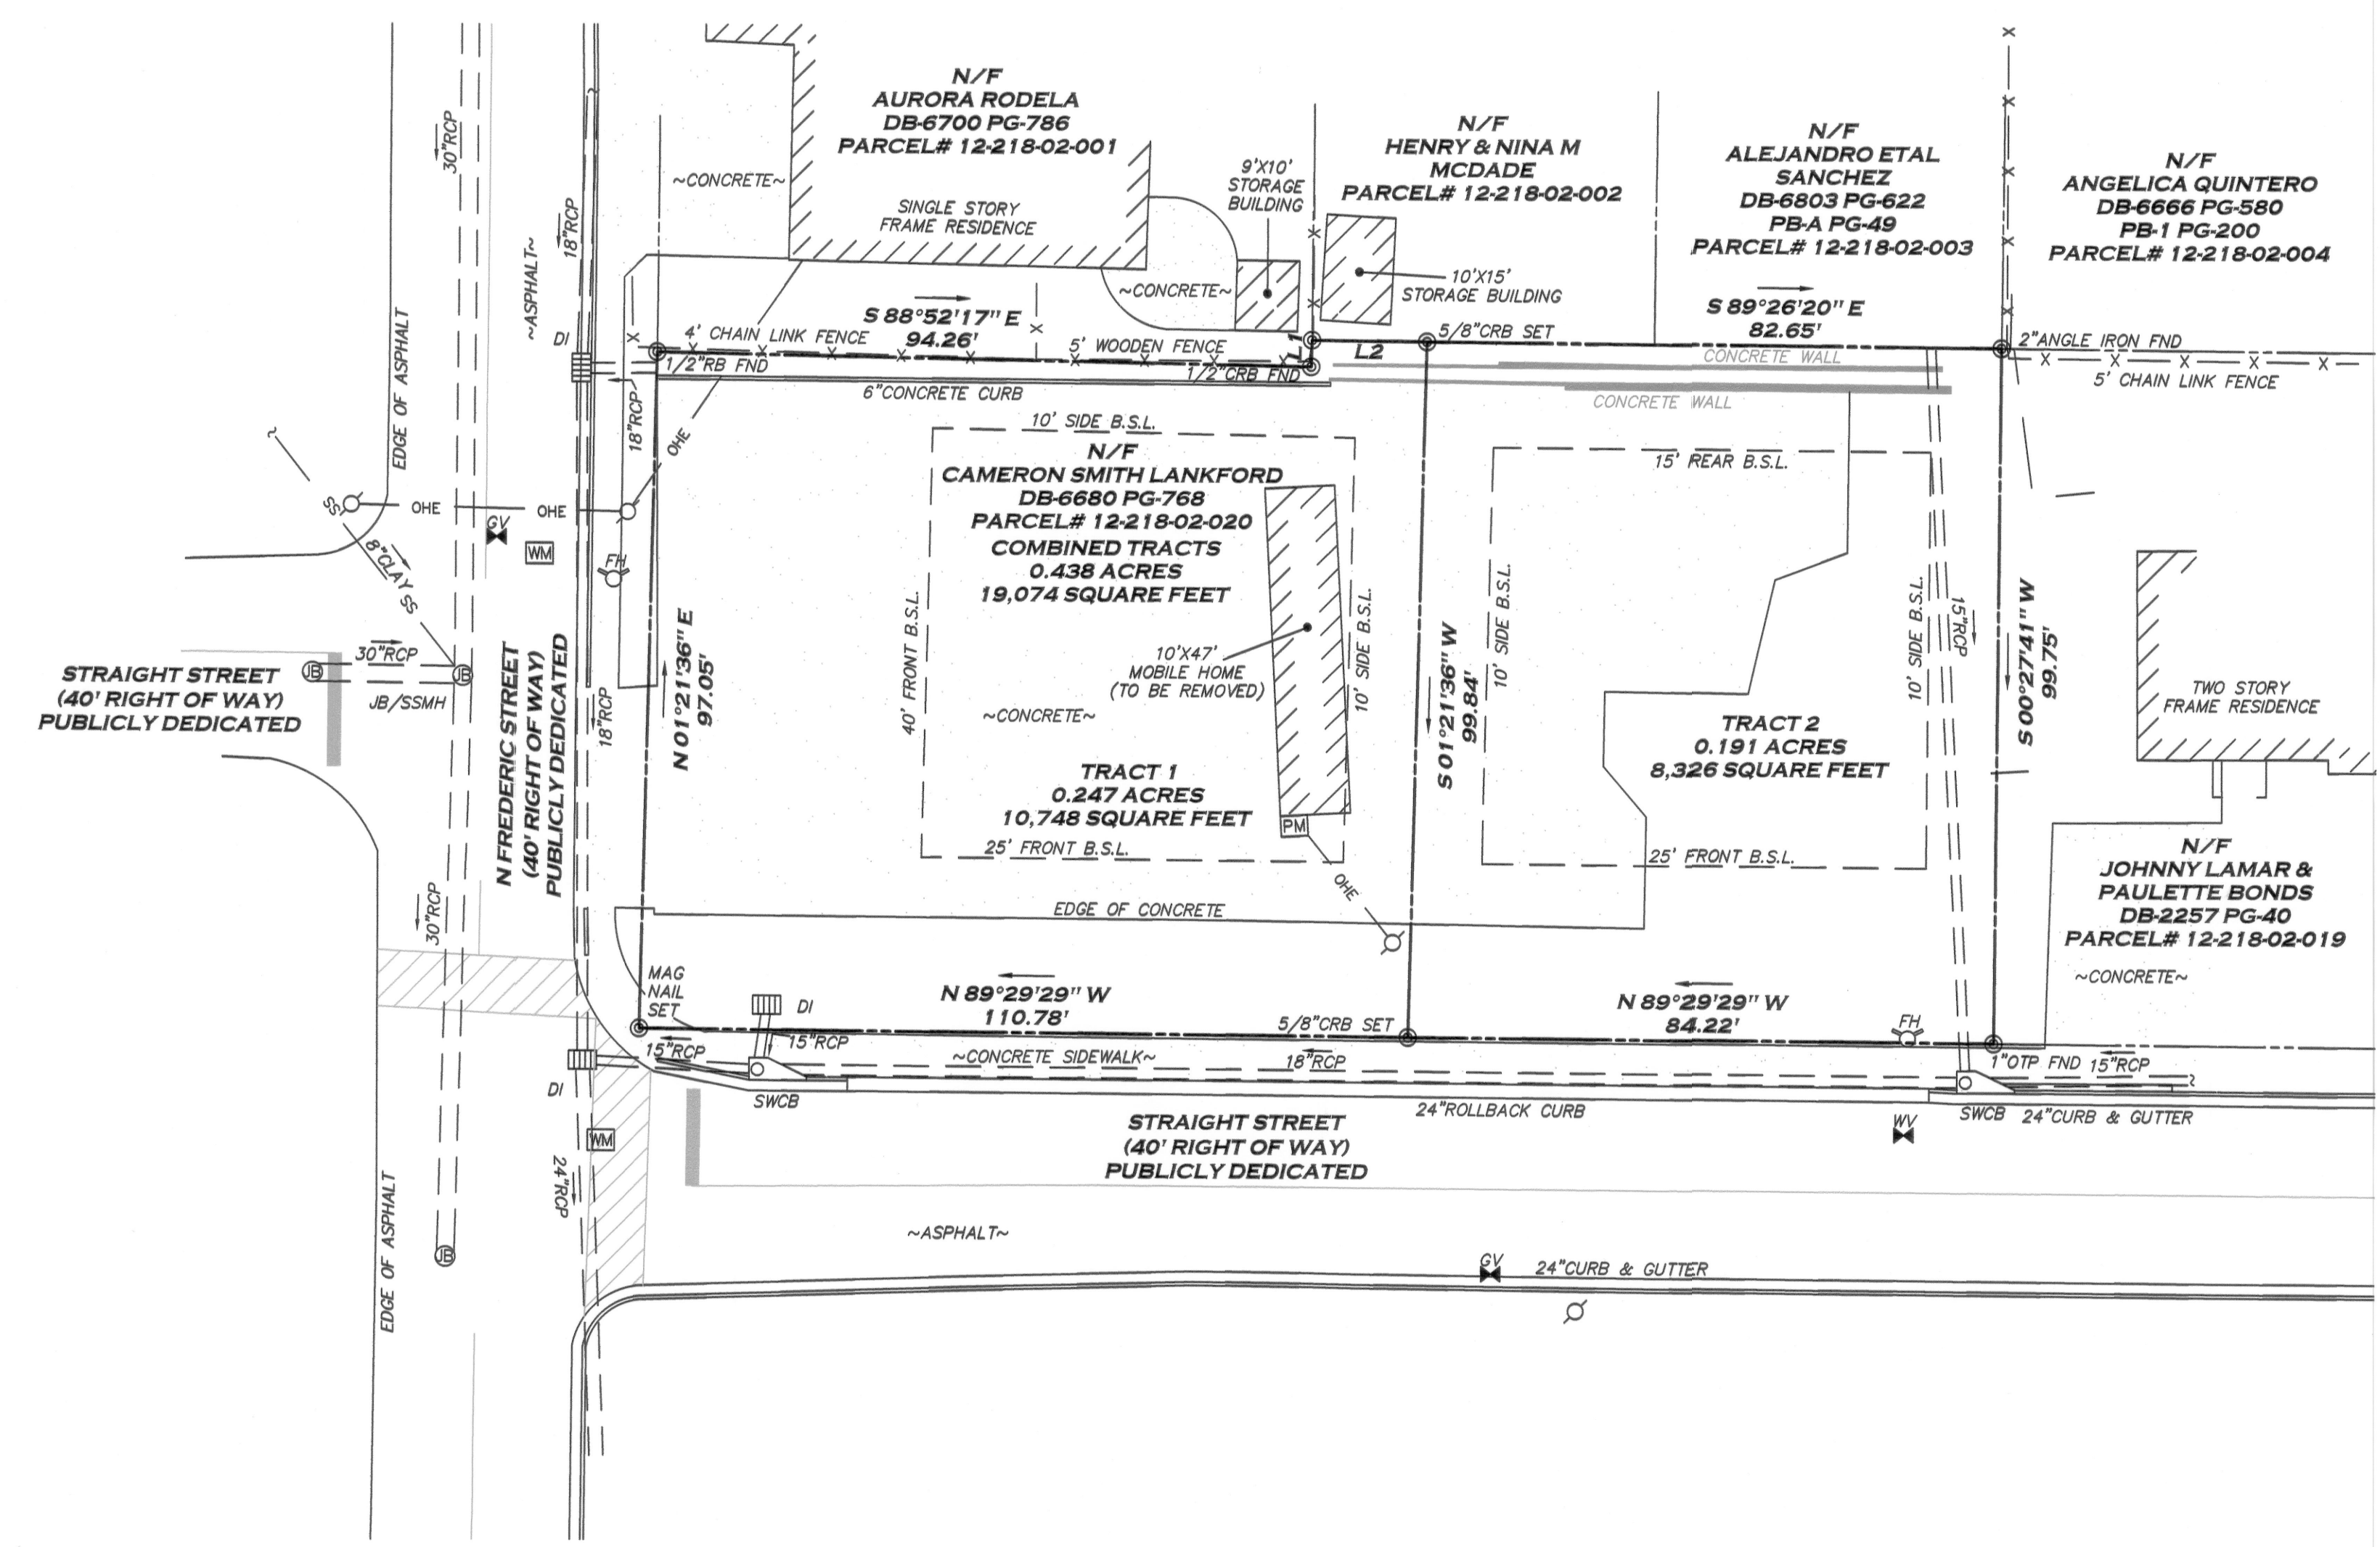 N/F
AURORA RODELA
DB-6700 PG-786
PARCEL# 12-218-02-001
N/F
HENRY & NINA M
MCDADE
PARCEL# 12-218-02-002
N/F
ALEJANDRO ETAL
SANCHEZ
DB-6803 PG-622
PB-A PG-49
PARCEL# 12-218-02-003
N/F
ANGELICA QUINTERO
DB-6666 PG-580
PB-1 PG-200
PARCEL# 12-218-02-004
30"RCP
18"RCP
~ASPHALT~
EDGE OF ASPHALT
~CONCRETE~
SINGLE STORY
FRAME RESIDENCE
9'X10'
STORAGE
BUILDING
~CONCRETE~
10'X15'
STORAGE BUILDING
DI
4' CHAIN LINK FENCE
S 88°52'17" E
94.26'
5' WOODEN FENCE
1/2"RB FND
1/2"CRB FND
L1
L2
5/8"CRB SET
S 89°26'20" E
82.65'
2"ANGLE IRON FND
5' CHAIN LINK FENCE
CONCRETE WALL
CONCRETE WALL
6"CONCRETE CURB
18"RCP
OHE
10' SIDE B.S.L.
N/F
CAMERON SMITH LANKFORD
DB-6680 PG-768
PARCEL# 12-218-02-020
COMBINED TRACTS
0.438 ACRES
19,074 SQUARE FEET
15' REAR B.S.L.
SS
OHE
OHE
GV
WM
FH
8"CLAY SS
30"RCP
JB
JB
JB/SSMH
STRAIGHT STREET
(40' RIGHT OF WAY)
PUBLICLY DEDICATED
N FREDERIC STREET
(40' RIGHT OF WAY)
PUBLICLY DEDICATED
18"RCP
N 01°21'36" E
97.05'
40' FRONT B.S.L.
10'X47'
MOBILE HOME
(TO BE REMOVED)
~CONCRETE~
10' SIDE B.S.L.
S 01°21'36" W
99.84'
10' SIDE B.S.L.
10' SIDE B.S.L.
15"RCP
S 00°27'41" W
99.75'
TWO STORY
FRAME RESIDENCE
TRACT 1
0.247 ACRES
10,748 SQUARE FEET
25' FRONT B.S.L.
PM
OHE
TRACT 2
0.191 ACRES
8,326 SQUARE FEET
25' FRONT B.S.L.
N/F
JOHNNY LAMAR &
PAULETTE BONDS
DB-2257 PG-40
PARCEL# 12-218-02-019
~CONCRETE~
30"RCP
EDGE OF CONCRETE
MAG
NAIL
SET
DI
N 89°29'29" W
110.78'
5/8"CRB SET
N 89°29'29" W
84.22'
FH
15"RCP
15"RCP
~CONCRETE SIDEWALK~
18"RCP
1"OTP FND
15"RCP
DI
SWCB
24"ROLLBACK CURB
WV
SWCB
24"CURB & GUTTER
WM
24"RCP
STRAIGHT STREET
(40' RIGHT OF WAY)
PUBLICLY DEDICATED
EDGE OF ASPHALT
JB
~ASPHALT~
GV
24"CURB & GUTTER